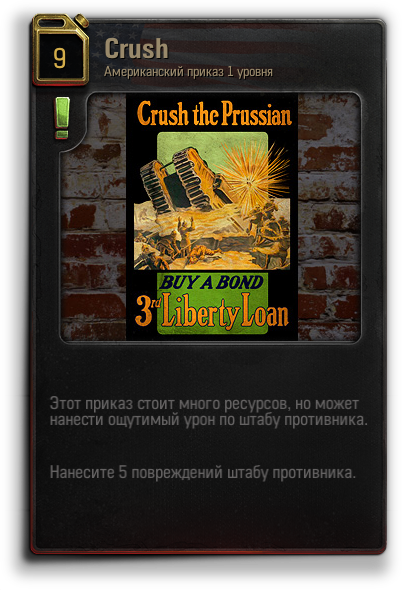 9
Crush
Американский приказ 1 уровня
Crush the Prussian
BUY A BOND
3rd Liberty Loan
Этот приказ стоит много ресурсов, но может
нанести ощутимый урон по штабу противника.
Нанесите 5 повреждений штабу противника.